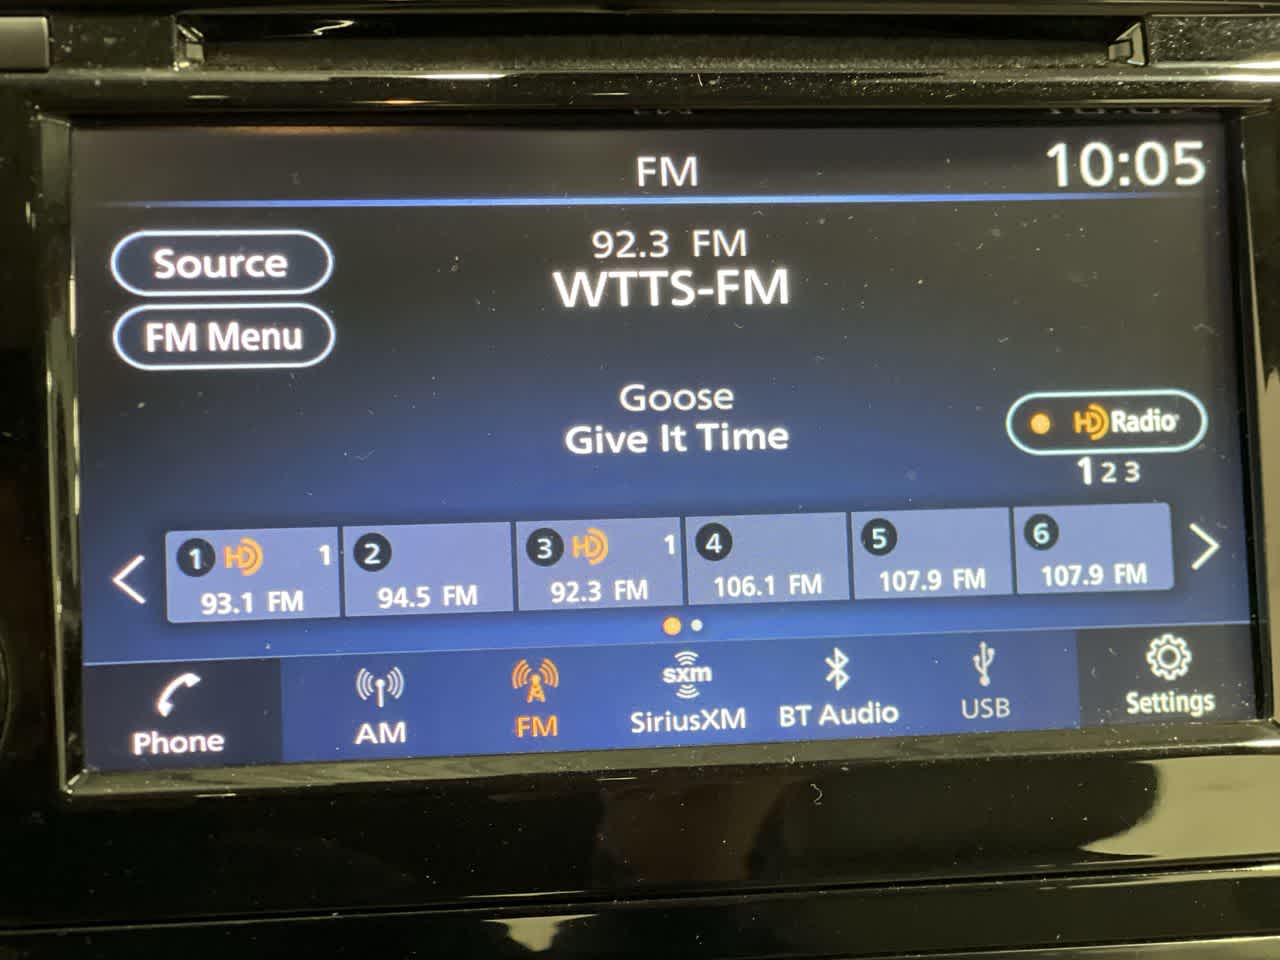 FM
10:05
Source
FM Menu
92.3 FM
WTTS-FM
Goose
Give It Time
HD Radio
1 2 3
1 HD 1
93.1 FM
2
94.5 FM
3 HD 1
92.3 FM
4
106.1 FM
5
107.9 FM
6
107.9 FM
Phone
AM
FM
sxm
SiriusXM
BT Audio
USB
Settings